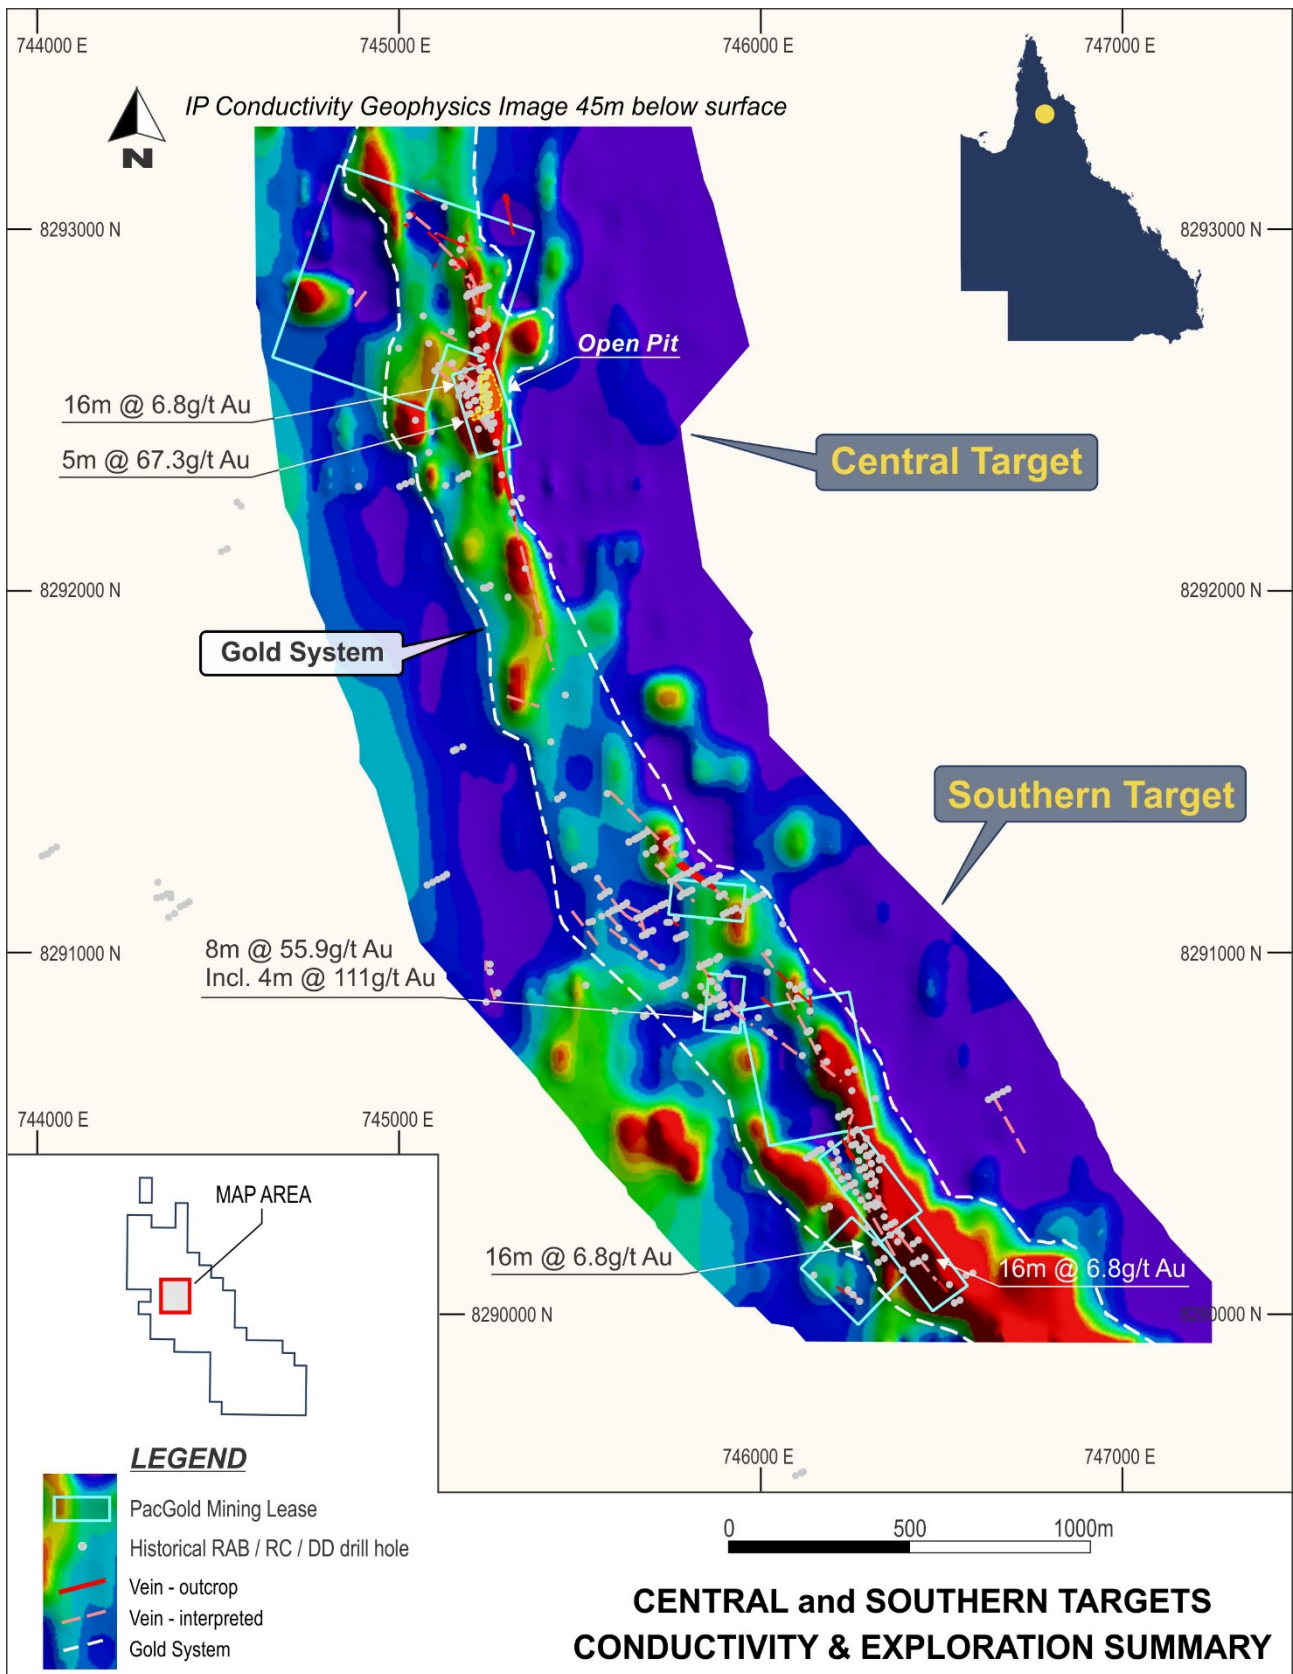 744000 E
745000 E
746000 E
747000 E
IP Conductivity Geophysics Image 45m below surface
N
8293000 N
8293000 N
Open Pit
16m @ 6.8g/t Au
5m @ 67.3g/t Au
Central Target
8292000 N
8292000 N
Gold System
Southern Target
8291000 N
8291000 N
8m @ 55.9g/t Au
Incl. 4m @ 111g/t Au
744000 E
745000 E
MAP AREA
16m @ 6.8g/t Au
16m @ 6.8g/t Au
8290000 N
8290000 N
LEGEND
PacGold Mining Lease
Historical RAB / RC / DD drill hole
Vein - outcrop
Vein - interpreted
Gold System
746000 E
747000 E
0
500
1000m
CENTRAL and SOUTHERN TARGETS
CONDUCTIVITY & EXPLORATION SUMMARY